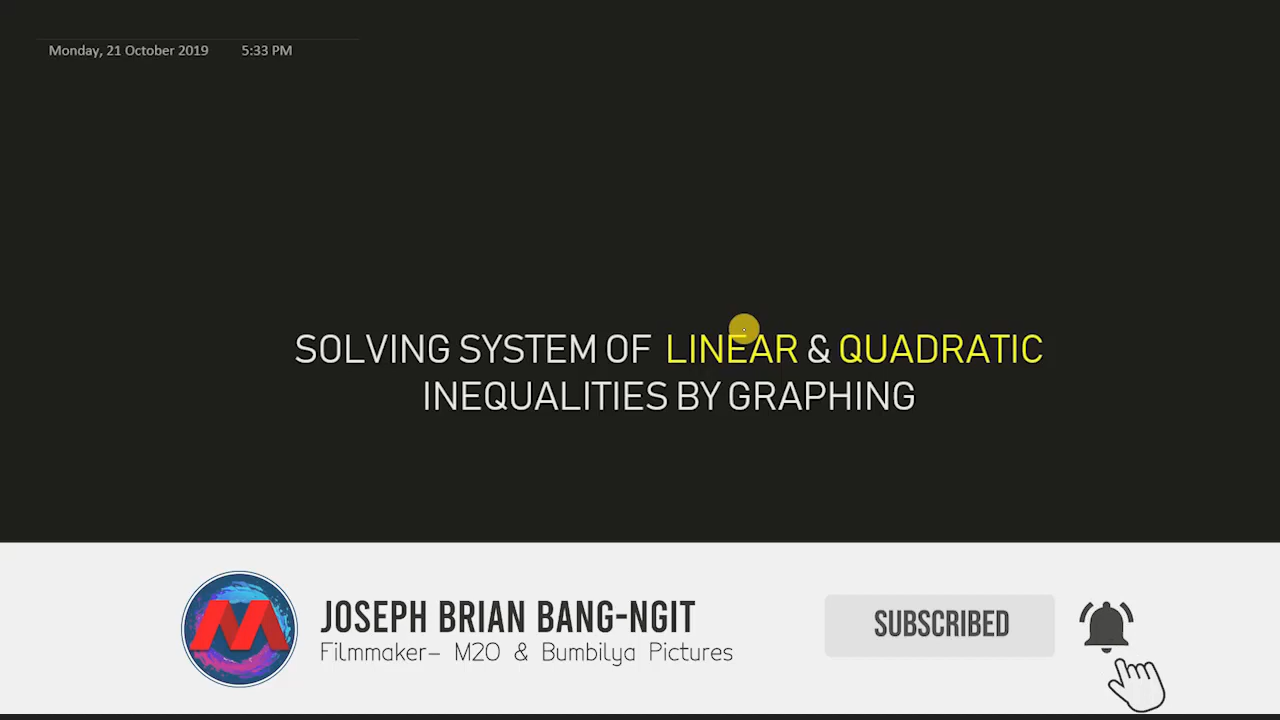 Monday, 21 October 2019 5:33 PM
SOLVING SYSTEM OF LINEAR & QUADRATIC
INEQUALITIES BY GRAPHING
JOSEPH BRIAN BANG-NGIT
Filmmaker- M2O & Bumbilya Pictures
SUBSCRIBED